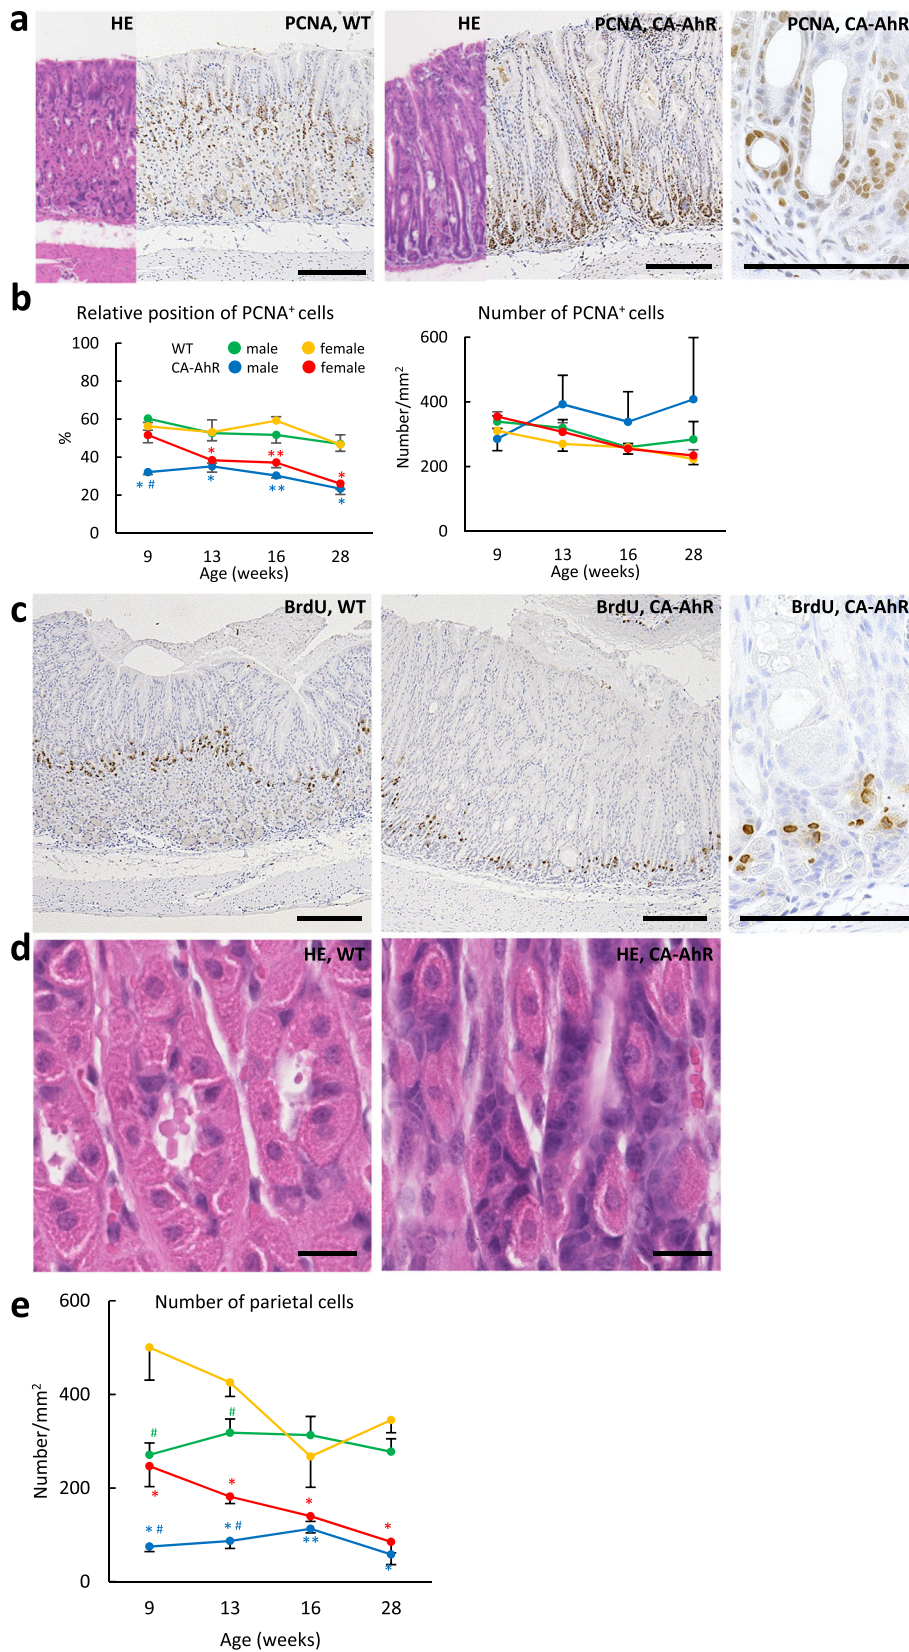 a
HE
PCNA, WT
HE
PCNA, CA-AhR
PCNA, CA-AhR
b
Relative position of PCNA⁺ cells
100
80
60
40
20
0
%
WT male female
CA-AhR male female
* #
*
*
**
**
*
*
9 13 16 28
Age (weeks)
Number of PCNA⁺ cells
600
400
200
0
Number/mm²
9 13 16 28
Age (weeks)
c
BrdU, WT
BrdU, CA-AhR
BrdU, CA-AhR
d
HE, WT
HE, CA-AhR
e
Number of parietal cells
600
400
200
0
Number/mm²
#
#
*
*
*
*
* #
* #
**
*
9 13 16 28
Age (weeks)